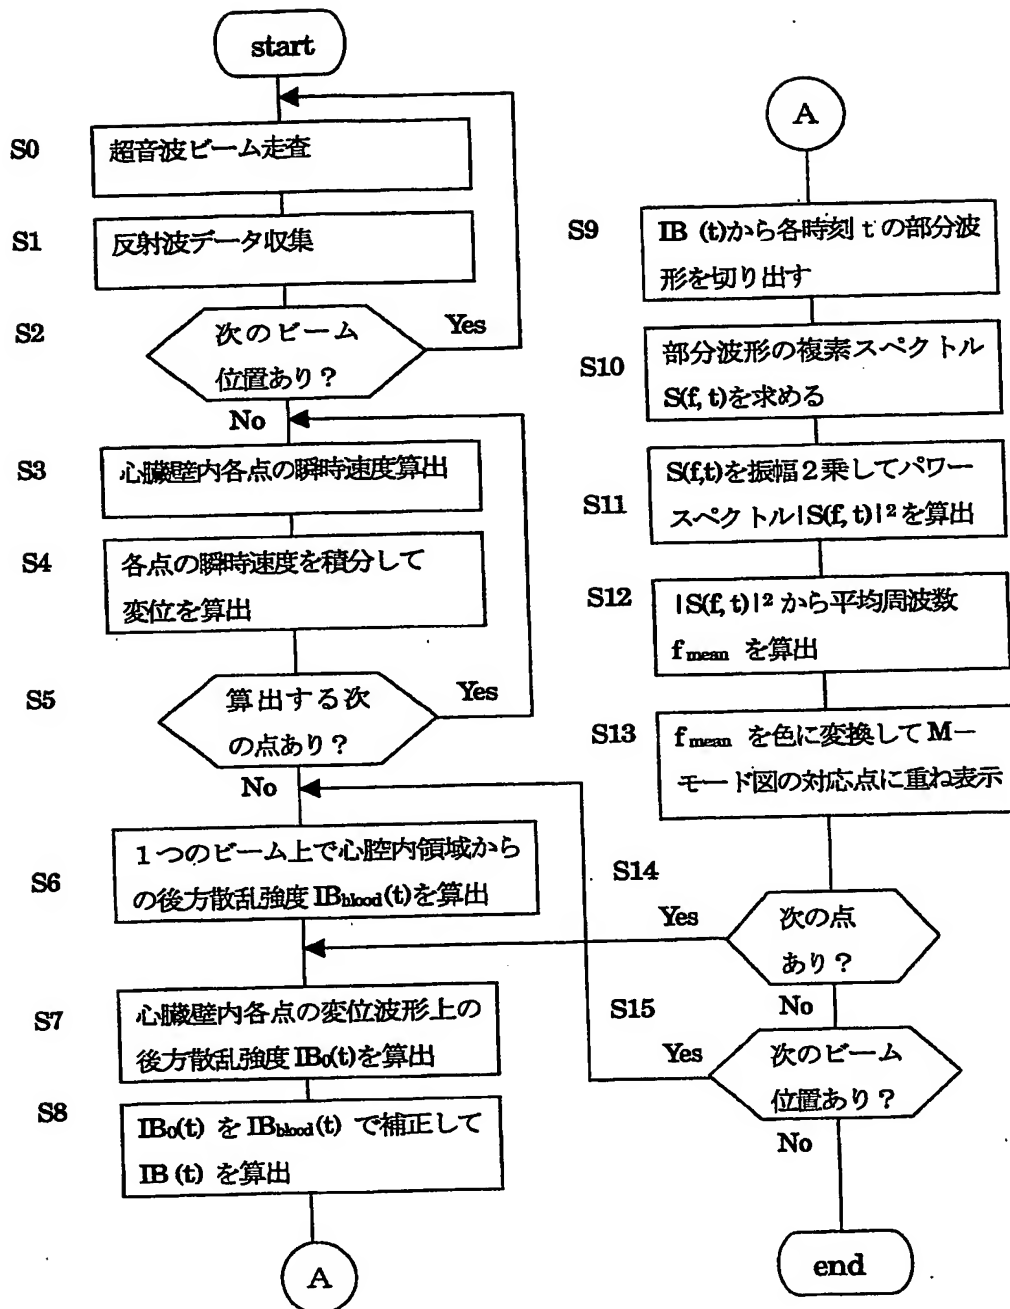 start
S0
超音波ビーム走査
S1
反射波データ収集
S2
次のビーム
位置あり？
Yes
No
S3
心臓壁内各点の瞬時速度算出
S4
各点の瞬時速度を積分して
変位を算出
S5
算出する次
の点あり？
Yes
No
S6
１つのビーム上で心腔内領域から
の後方散乱強度IBblood(t)を算出
S7
心臓壁内各点の変位波形上の
後方散乱強度IB0(t)を算出
S8
IB0(t) を IBblood(t) で補正して
IB (t) を算出
A
A
S9
IB (t)から各時刻 t の部分波
形を切り出す
S10
部分波形の複素スペクトル
S(f, t)を求める
S11
S(f,t)を振幅２乗してパワー
スペクトル|S(f, t)|²を算出
S12
|S(f, t)|² から平均周波数
fmean を算出
S13
fmean を色に変換してMー
モード図の対応点に重ね表示
S14
次の点
あり？
Yes
No
S15
次のビーム
位置あり？
Yes
No
end